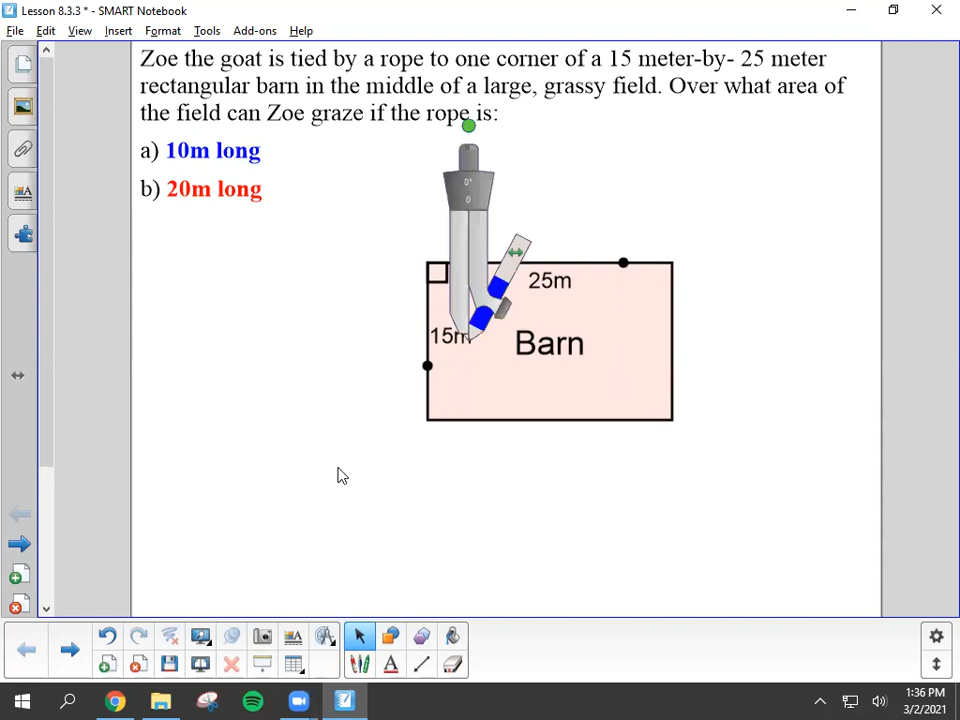 Lesson 8.3.3 * - SMART Notebook
File Edit View Insert Format Tools Add-ons Help
Zoe the goat is tied by a rope to one corner of a 15 meter-by- 25 meter
rectangular barn in the middle of a large, grassy field. Over what area of
the field can Zoe graze if the rope is:
a) 10m long
b) 20m long
0°
0
25m
15m
Barn
1:36 PM
3/2/2021